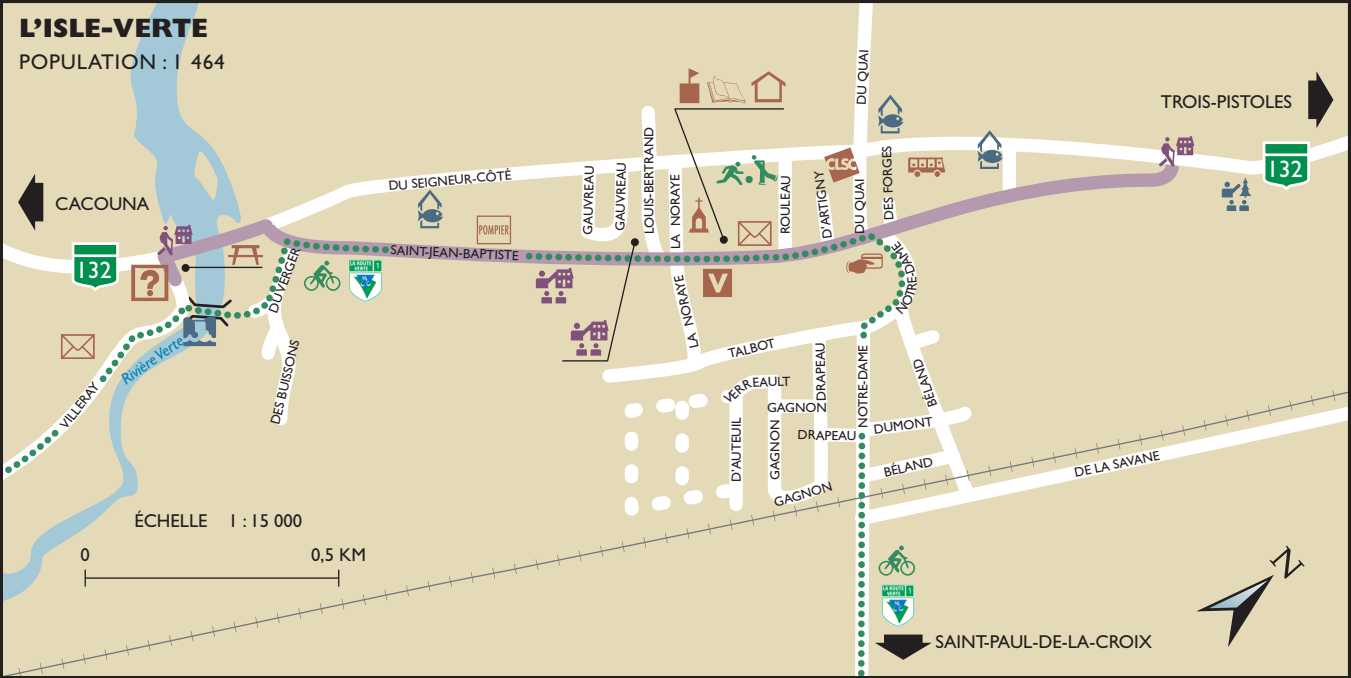 L'ISLE-VERTE
POPULATION : 1 464
DU QUAI
TROIS-PISTOLES
132
DU SEIGNEUR-CÔTÉ
GAUVREAU
GAUVREAU
LOUIS-BERTRAND
LA NORAYE
ROULEAU
D'ARTIGNY
CLSC
DU QUAI
DES FORGES
CACOUNA
132
?
POMPIER
SAINT-JEAN-BAPTISTE
LA ROUTE VERTE 1
V
NOTRE-DAME
DUVERGER
LA NORAYE
Rivière Verte
VILLERAY
DES BUISSONS
TALBOT
VERREAULT
DRAPEAU
NOTRE-DAME
BÉLAND
GAGNON
DRAPEAU
DUMONT
D'AUTEUIL
GAGNON
GAGNON
BÉLAND
DE LA SAVANE
ÉCHELLE 1 : 15 000
0 0,5 KM
LA ROUTE VERTE 1
N
SAINT-PAUL-DE-LA-CROIX